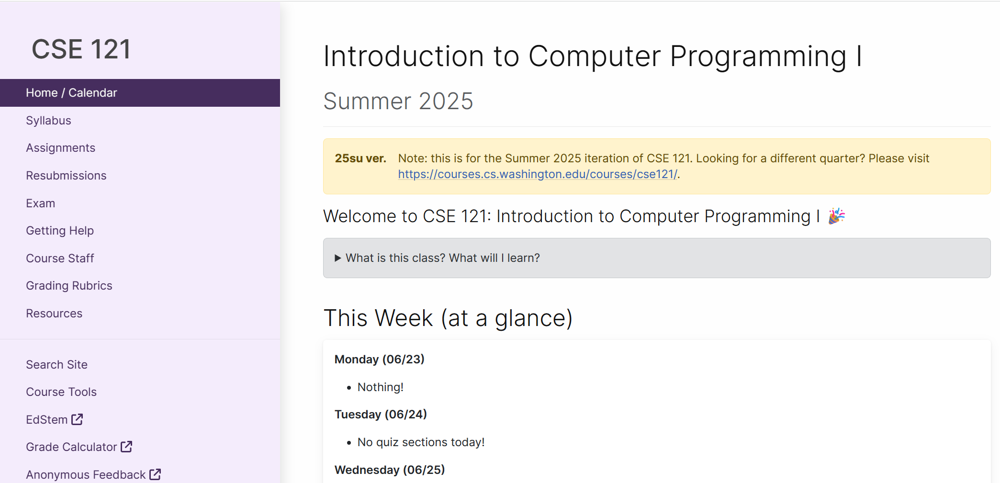 CSE 121
Home / Calendar
Syllabus
Assignments
Resubmissions
Exam
Getting Help
Course Staff
Grading Rubrics
Resources
Search Site
Course Tools
EdStem
Grade Calculator
Anonymous Feedback
Introduction to Computer Programming I
Summer 2025
25su ver. Note: this is for the Summer 2025 iteration of CSE 121. Looking for a different quarter? Please visit
https://courses.cs.washington.edu/courses/cse121/.
Welcome to CSE 121: Introduction to Computer Programming I 🎉
▶ What is this class? What will I learn?
This Week (at a glance)
Monday (06/23)
• Nothing!
Tuesday (06/24)
• No quiz sections today!
Wednesday (06/25)